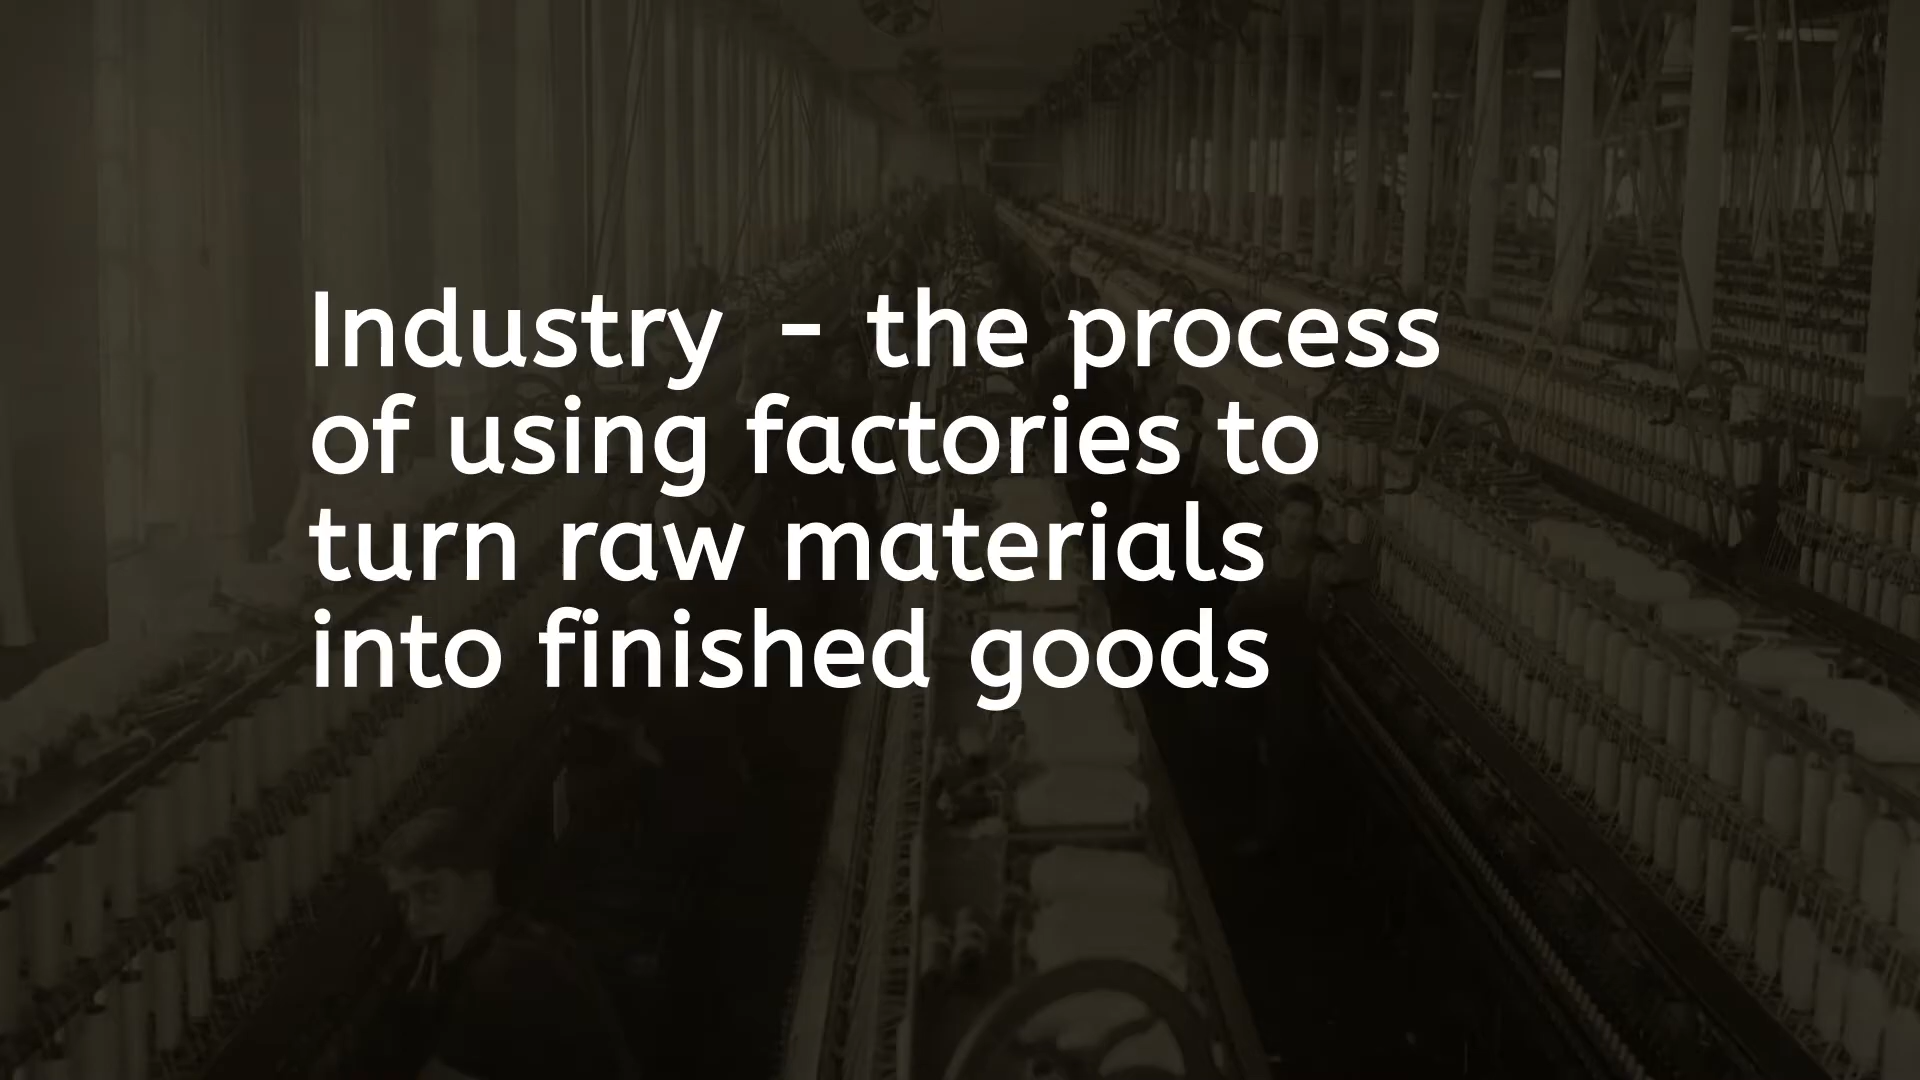 Industry - the process
of using factories to
turn raw materials
into finished goods